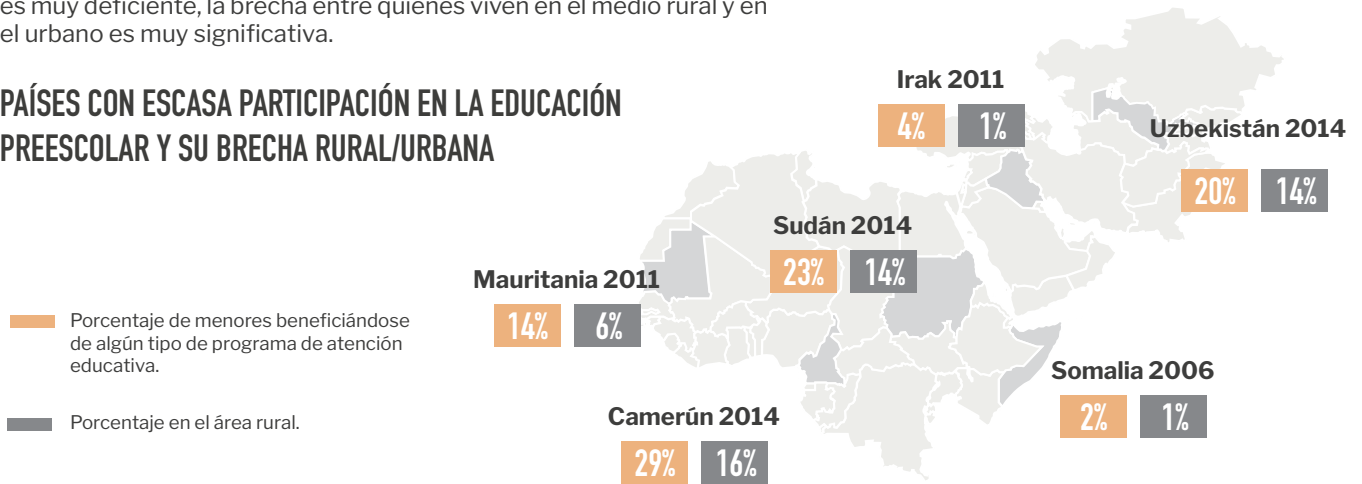 es muy deficiente, la brecha entre quienes viven en el medio rural y en
el urbano es muy significativa.
PAÍSES CON ESCASA PARTICIPACIÓN EN LA EDUCACIÓN
PREESCOLAR Y SU BRECHA RURAL/URBANA
Irak 2011
4% 1%
Uzbekistán 2014
20% 14%
Sudán 2014
23% 14%
Mauritania 2011
14% 6%
Porcentaje de menores beneficiándose
de algún tipo de programa de atención
educativa.
Porcentaje en el área rural.
Somalia 2006
2% 1%
Camerún 2014
29% 16%